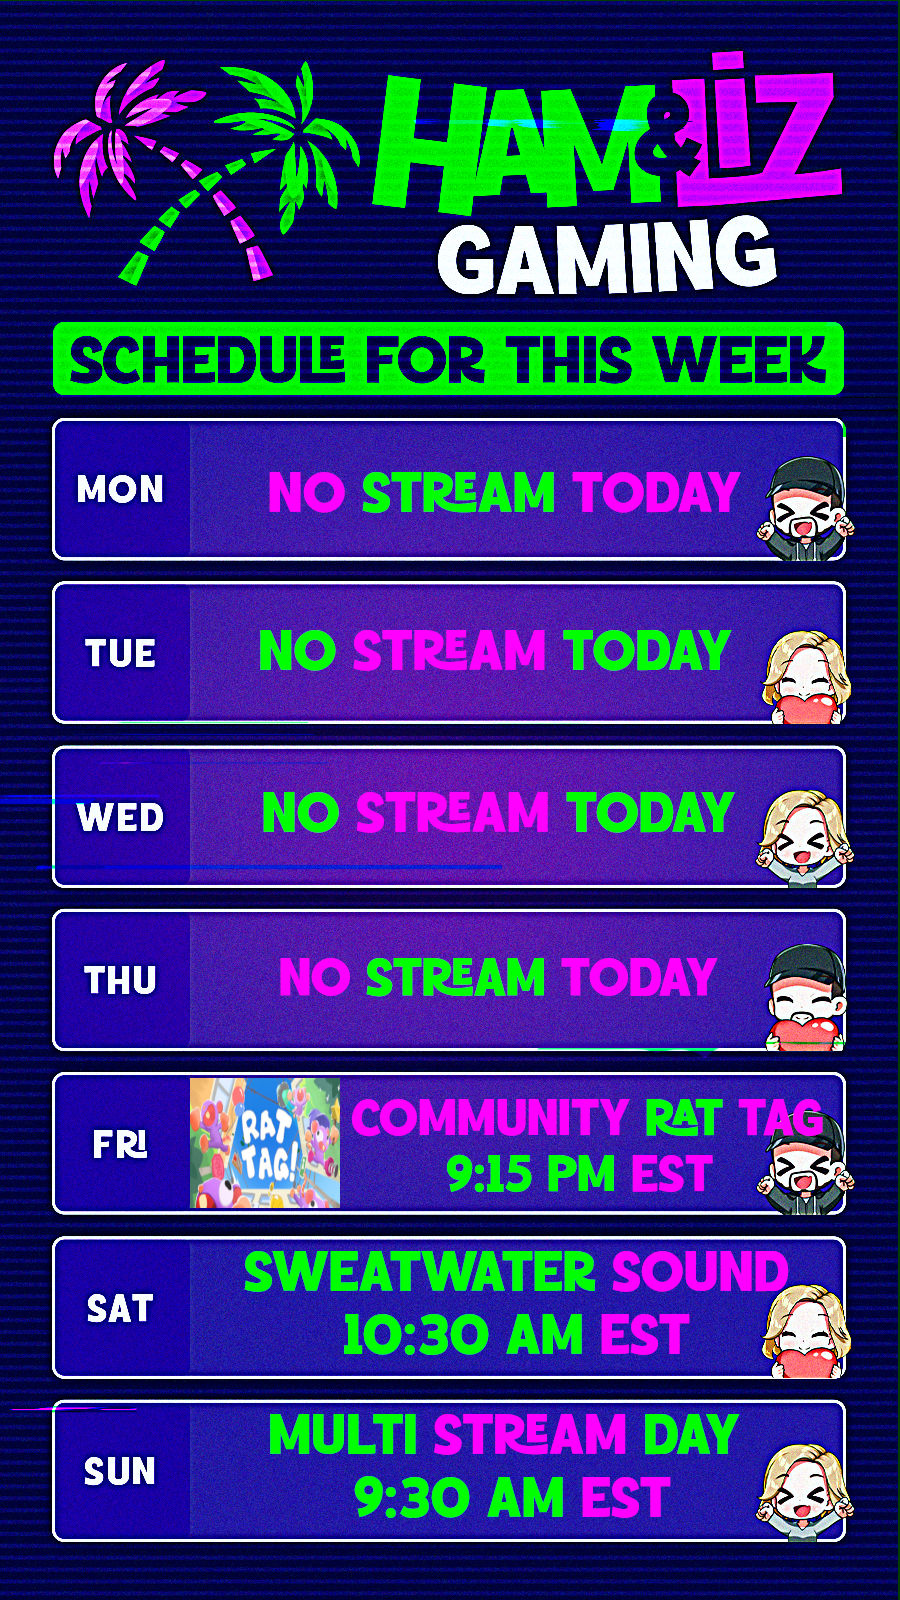 HAM&LIZ
GAMING
SCHEDULE FOR THIS WEEK
MON
NO STREAM TODAY
TUE
NO STREAM TODAY
WED
NO STREAM TODAY
THU
NO STREAM TODAY
FRI
RAT
TAG!
COMMUNITY RAT TAG
9:15 PM EST
SAT
SWEATWATER SOUND
10:30 AM EST
SUN
MULTI STREAM DAY
9:30 AM EST